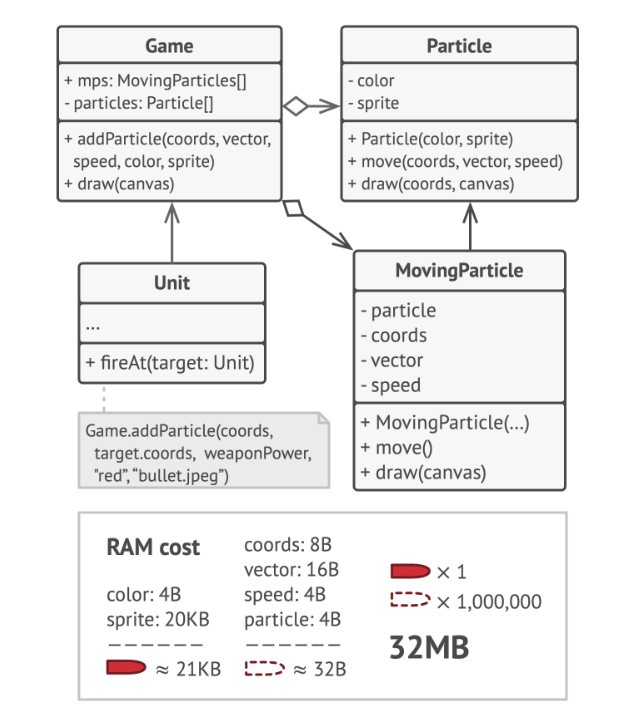 Game
+ mps: MovingParticles[]
- particles: Particle[]
+ addParticle(coords, vector,
speed, color, sprite)
+ draw(canvas)
Particle
- color
- sprite
+ Particle(color, sprite)
+ move(coords, vector, speed)
+ draw(coords, canvas)
Unit
...
+ fireAt(target: Unit)
Game.addParticle(coords,
target.coords, weaponPower,
"red", “bullet.jpeg”)
MovingParticle
- particle
- coords
- vector
- speed
+ MovingParticle(...)
+ move()
+ draw(canvas)
RAM cost
color: 4B
sprite: 20KB
≈ 21KB
coords: 8B
vector: 16B
speed: 4B
particle: 4B
≈ 32B
× 1
× 1,000,000
32MB